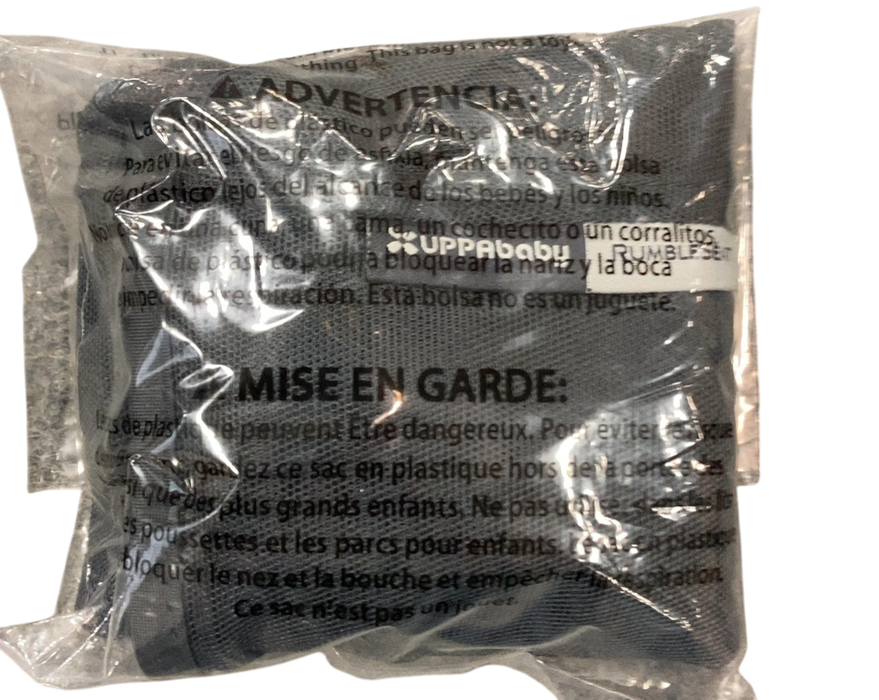 thing. This bag is not a toy.
ADVERTENCIA:
de plástico pueden ser
Para EVITAR el riesgo de asfixia, mantenga esta bolsa
de plástico lejos del alcance de los bebés y los niños.
cama, un cochecito o un corralitos.
UPPAbaby RUMBLESEAT
bolsa de plástico podría bloquear la nariz y la boca
impedir la respiración. Esta bolsa no es un juguete.
MISE EN GARDE:
de plastique peuvent Etre dangereux. Pour éviter
gardez ce sac en plastique hors de la portée des
que des plus grands enfants. Ne pas
poussettes et les parcs pour enfants. plastique
bloquer le nez et la bouche et empêcher la respiration.
Ce sac n'est pas un jouet.